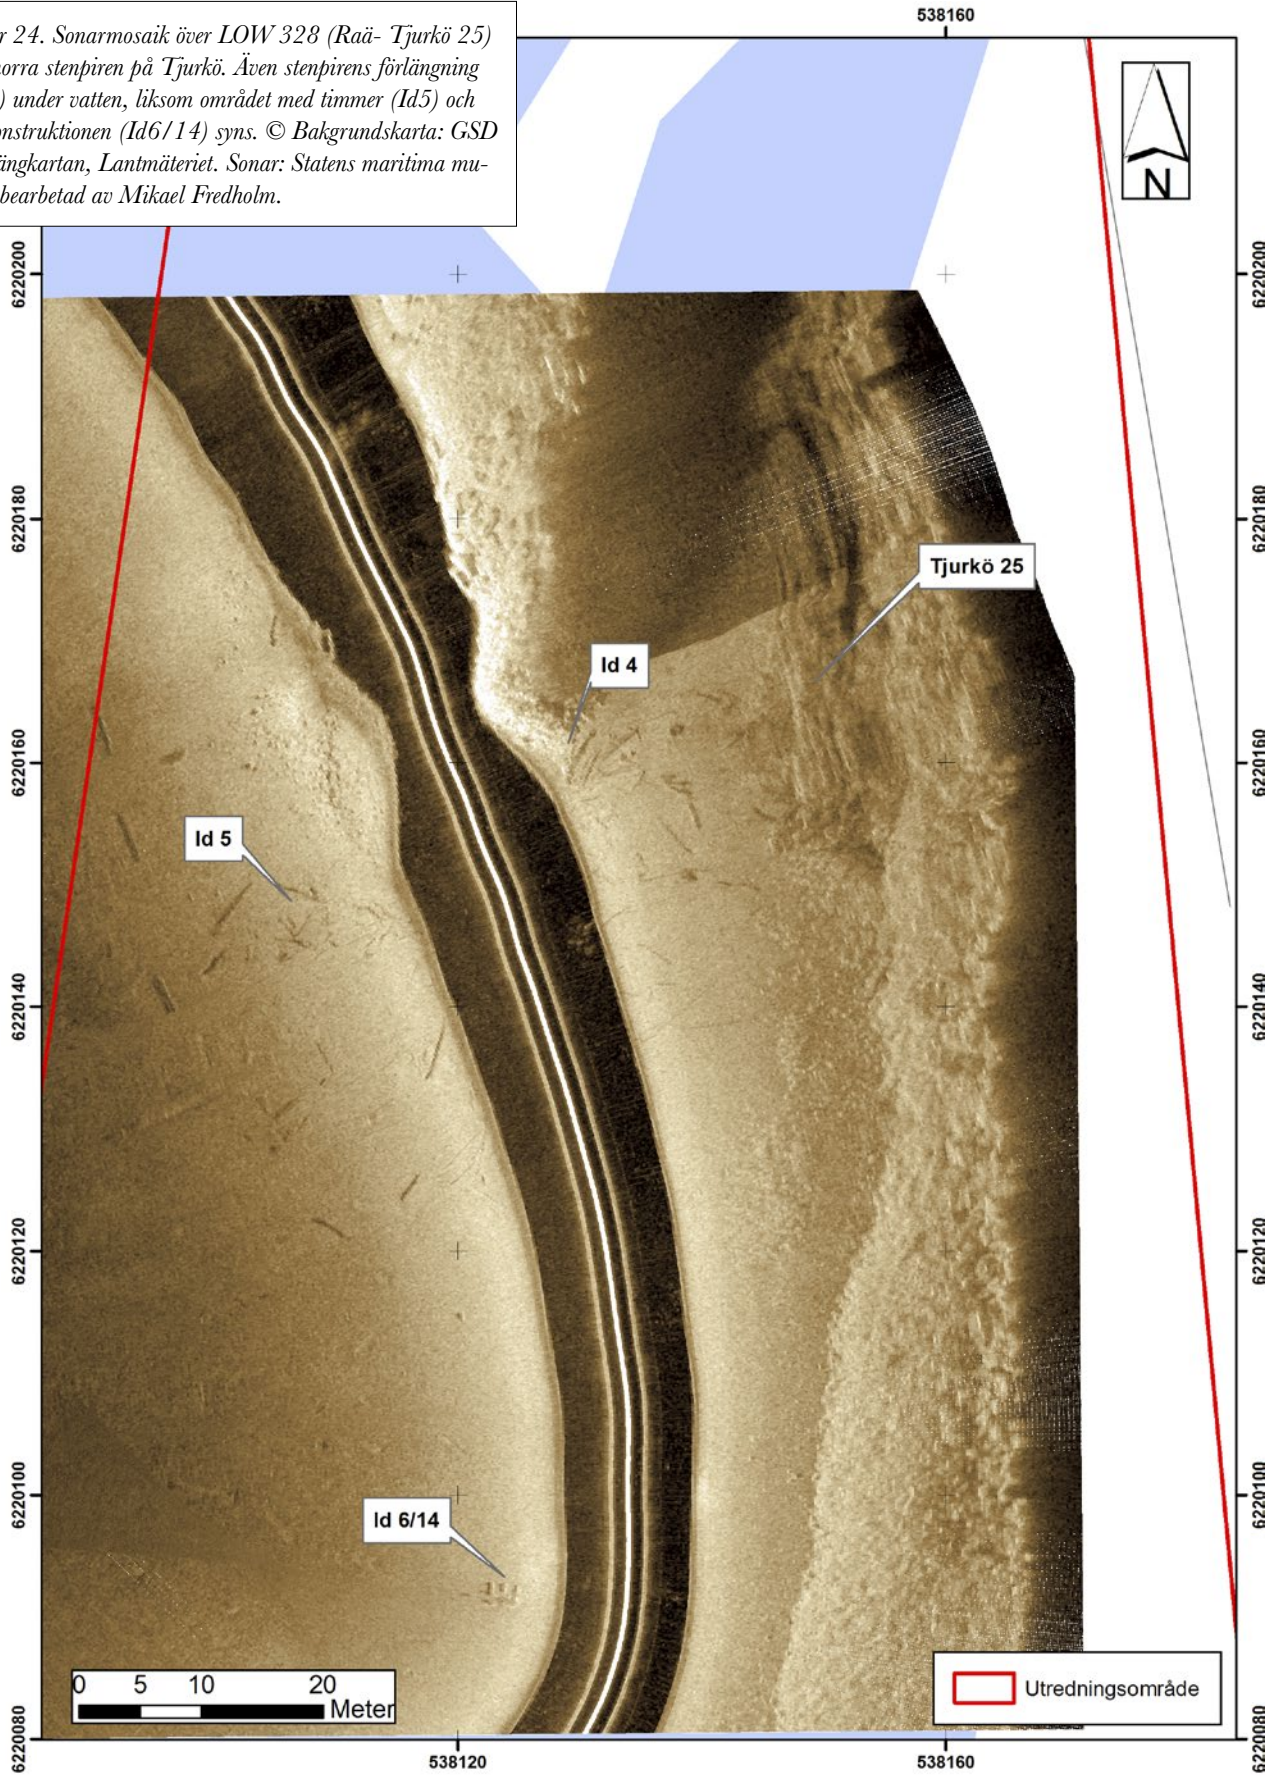 538160
r 24. Sonarmosaik över LOW 328 (Raä- Tjurkö 25)
orra stenpiren på Tjurkö. Även stenpirens förlängning
) under vatten, liksom området med timmer (Id5) och
onstruktionen (Id6/14) syns. © Bakgrundskarta: GSD
ängkartan, Lantmäteriet. Sonar: Statens maritima mu-
bearbetad av Mikael Fredholm.
N
6220200
6220200
6220180
6220180
Tjurkö 25
Id 4
6220160
6220160
Id 5
6220140
6220140
6220120
6220120
6220100
6220100
Id 6/14
0 5 10 20
Meter
Utredningsområde
6220080
6220080
538120
538160